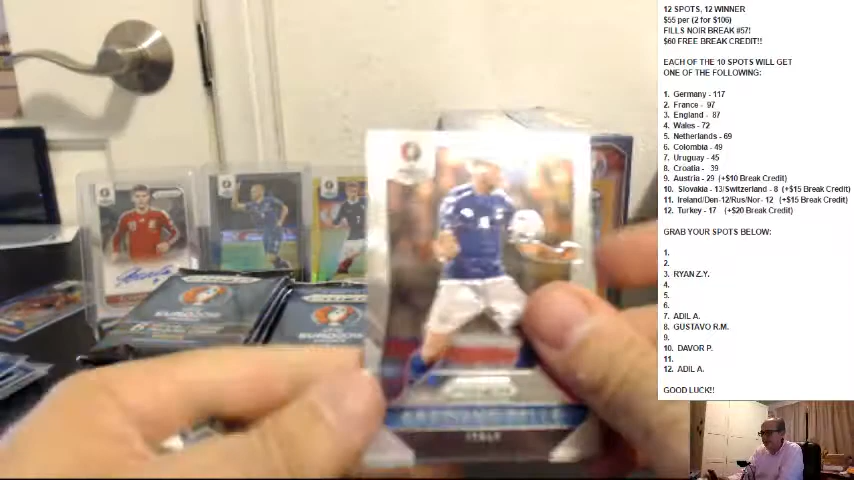 12 SPOTS, 12 WINNER
$55 per (2 for $106)
FILLS NOIR BREAK #57!
$60 FREE BREAK CREDIT!!
EACH OF THE 10 SPOTS WILL GET
ONE OF THE FOLLOWING:
1. Germany - 117
2. France - 97
3. England - 87
4. Wales - 72
5. Netherlands - 69
6. Colombia - 49
7. Uruguay - 45
8. Croatia - 39
9. Austria - 29 (+$10 Break Credit)
10. Slovakia - 13/Switzerland - 8 (+$15 Break Credit)
11. Ireland/Den-12/Rus/Nor- 12 (+$15 Break Credit)
12. Turkey - 17 (+$20 Break Credit)
GRAB YOUR SPOTS BELOW:
1.
2.
3. RYAN Z.Y.
4.
5.
6.
7. ADIL A.
8. GUSTAVO R.M.
9.
10. DAVOR P.
11.
12. ADIL A.
GOOD LUCK!!
ITALY